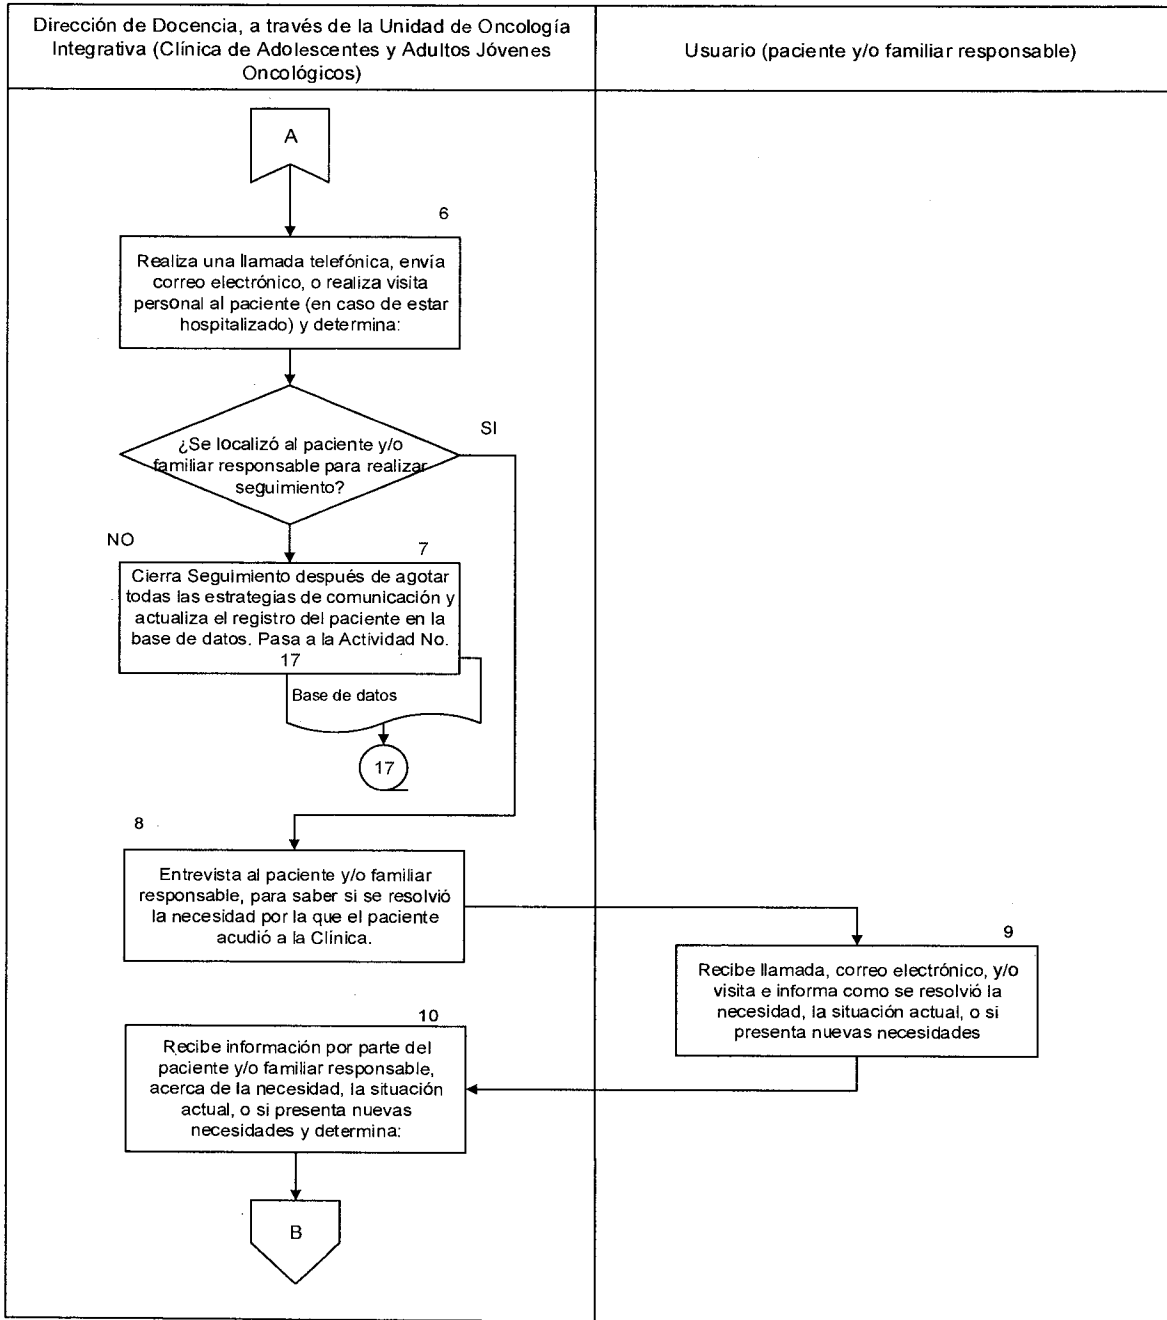 Dirección de Docencia, a través de la Unidad de Oncología
Integrativa (Clínica de Adolescentes y Adultos Jóvenes
Oncológicos)
Usuario (paciente y/o familiar responsable)
A
6
Realiza una llamada telefónica, envía
correo electrónico, o realiza visita
personal al paciente (en caso de estar
hospitalizado) y determina:
¿Se localizó al paciente y/o
familiar responsable para realizar
seguimiento?
SI
NO
7
Cierra Seguimiento después de agotar
todas las estrategias de comunicación y
actualiza el registro del paciente en la
base de datos. Pasa a la Actividad No.
17
Base de datos
17
8
Entrevista al paciente y/o familiar
responsable, para saber si se resolvió
la necesidad por la que el paciente
acudió a la Clínica.
9
Recibe llamada, correo electrónico, y/o
visita e informa como se resolvió la
necesidad, la situación actual, o si
presenta nuevas necesidades
10
Recibe información por parte del
paciente y/o familiar responsable,
acerca de la necesidad, la situación
actual, o si presenta nuevas
necesidades y determina:
B